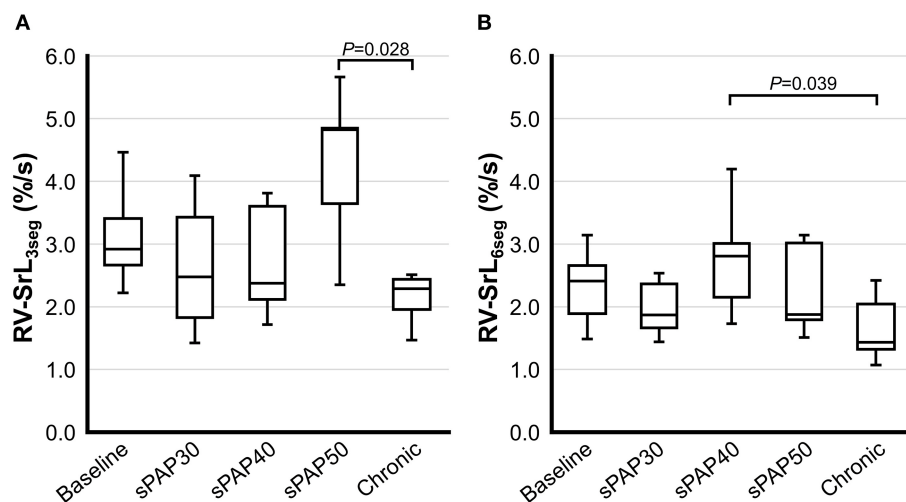 A
P=0.028
6.0
5.0
4.0
3.0
2.0
1.0
0.0
RV-SrL3seg (%/s)
Baseline
sPAP30
sPAP40
sPAP50
Chronic
B
P=0.039
6.0
5.0
4.0
3.0
2.0
1.0
0.0
RV-SrL6seg (%/s)
Baseline
sPAP30
sPAP40
sPAP50
Chronic